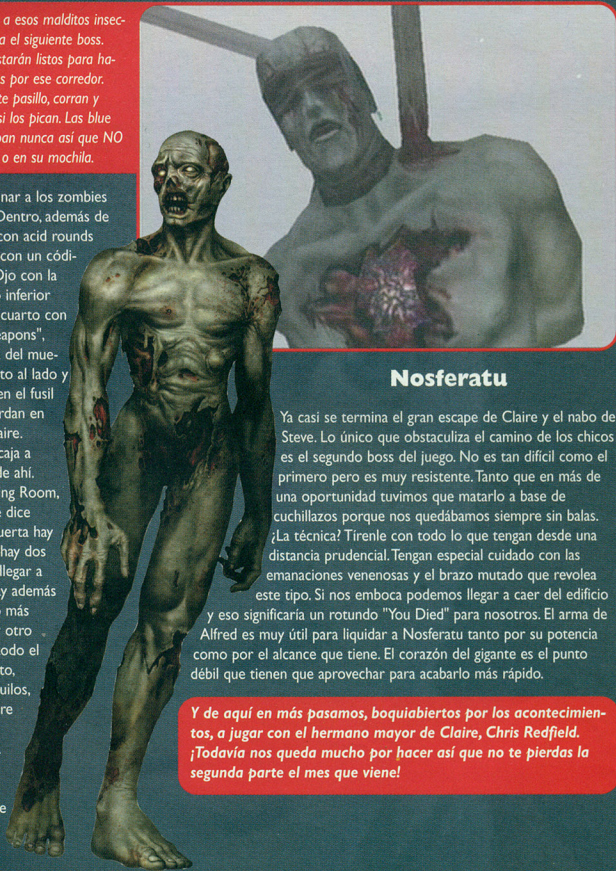 a esos malditos insec-
a el siguiente boss.
starán listos para ha-
s por ese corredor.
te pasillo, corran y
si los pican. Las blue
ban nunca así que NO
o en su mochila.
nar a los zombies
Dentro, además de
con acid rounds
con un códi-
Ojo con la
inferior
cuarto con
eapons",
del mue-
to al lado y
en el fusil
rdan en
aire.
caja a
le ahí.
ng Room,
e dice
uerta hay
hay dos
llegar a
y además
más
otro
odo el
to,
uilos,
re
e
Nosferatu
Ya casi se termina el gran escape de Claire y el nabo de
Steve. Lo único que obstaculiza el camino de los chicos
es el segundo boss del juego. No es tan difícil como el
primero pero es muy resistente. Tanto que en más de
una oportunidad tuvimos que matarlo a base de
cuchillazos porque nos quedábamos siempre sin balas.
¿La técnica? Tírenle con todo lo que tengan desde una
distancia prudencial. Tengan especial cuidado con las
emanaciones venenosas y el brazo mutado que revolea
este tipo. Si nos emboca podemos llegar a caer del edificio
y eso significaría un rotundo "You Died" para nosotros. El arma de
Alfred es muy útil para liquidar a Nosferatu tanto por su potencia
como por el alcance que tiene. El corazón del gigante es el punto
débil que tienen que aprovechar para acabarlo más rápido.
Y de aquí en más pasamos, boquiabiertos por los acontecimien-
tos, a jugar con el hermano mayor de Claire, Chris Redfield.
¡Todavía nos queda mucho por hacer así que no te pierdas la
segunda parte el mes que viene!